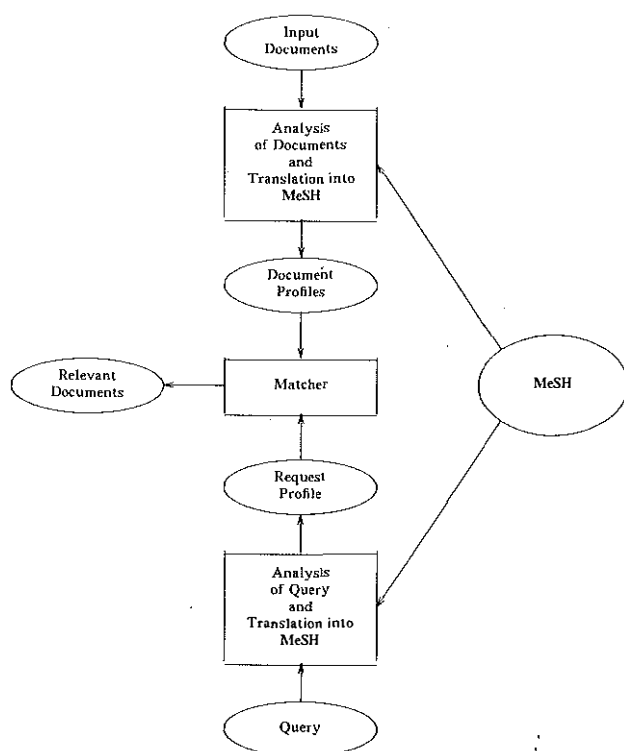 Input
Documents
Analysis
of Documents
and
Translation into
MeSH
Document
Profiles
Relevant
Documents
Matcher
MeSH
Request
Profile
Analysis
of Query
and
Translation into
MeSH
Query